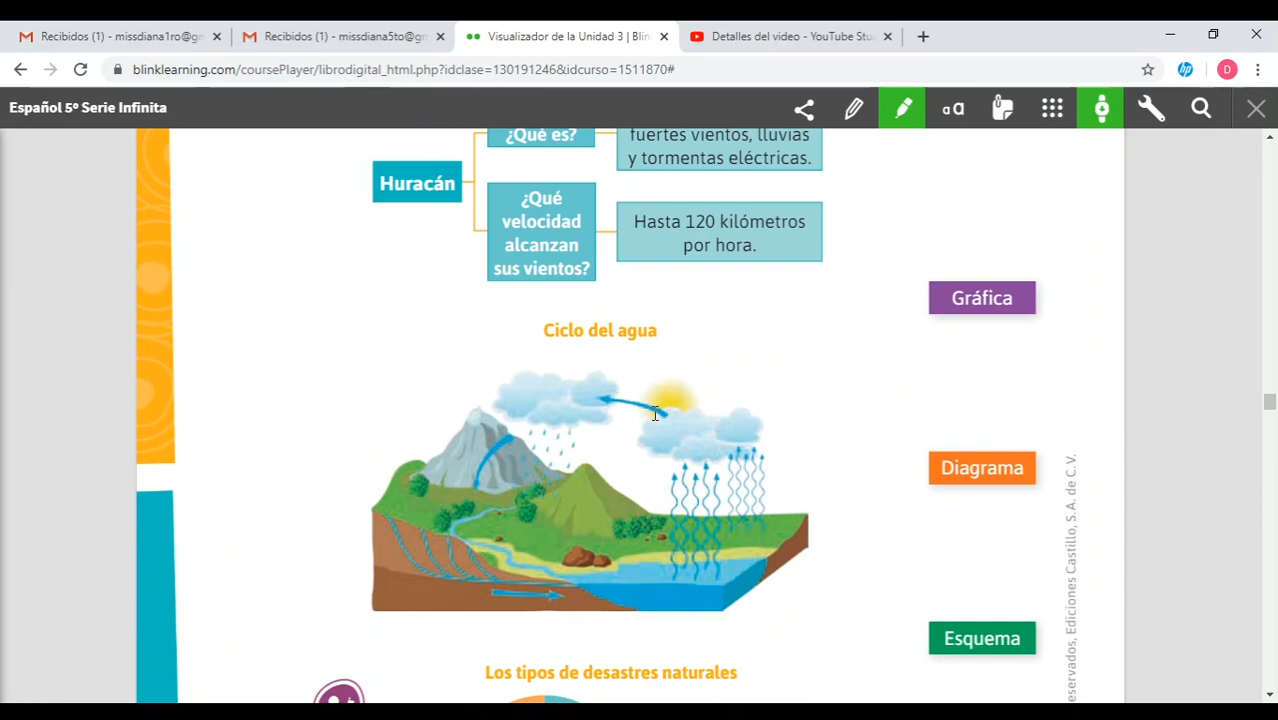 Recibidos (1) - missdiana1ro@gm
Recibidos (1) - missdiana5to@gm
Visualizador de la Unidad 3 | Blin
Detalles del video - YouTube Stu
blinklearning.com/coursePlayer/librodigital_html.php?idclase=130191246&idcurso=1511870#
D
Español 5º Serie Infinita
aa
¿Qué es?
fuertes vientos, lluvias
y tormentas eléctricas.
Huracán
¿Qué
velocidad
alcanzan
sus vientos?
Hasta 120 kilómetros
por hora.
Gráfica
Ciclo del agua
Diagrama
Esquema
eservados, Ediciones Castillo, S.A. de C. V.
Los tipos de desastres naturales